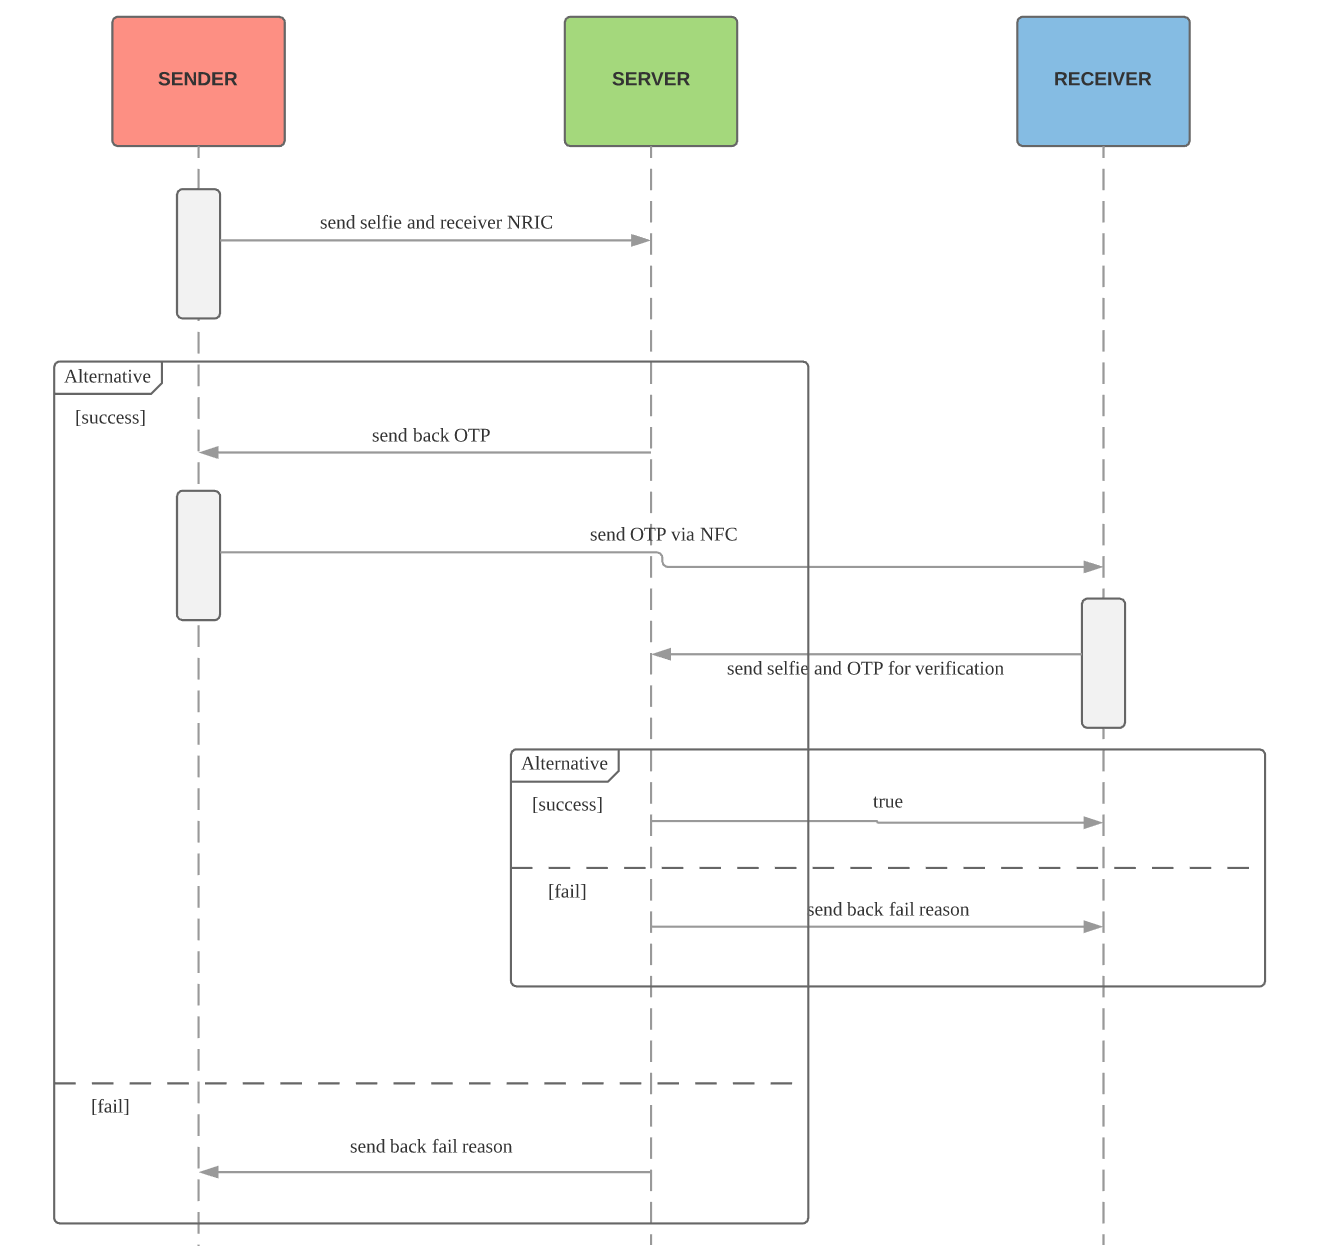 SENDER
SERVER
RECEIVER
send selfie and receiver NRIC
Alternative
[success]
send back OTP
send OTP via NFC
send selfie and OTP for verification
Alternative
[success]
true
[fail]
send back fail reason
[fail]
send back fail reason